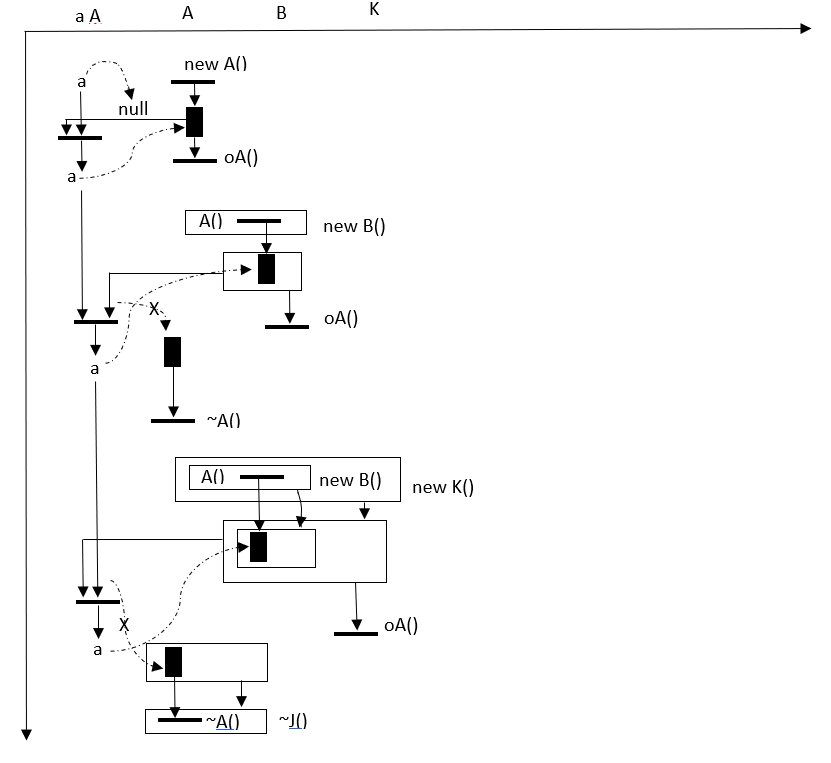 a A A B K
new A()
a
null
oA()
a
A() new B()
X
oA()
a
~A()
A() new B() new K()
X
oA()
a
~A() ~J()